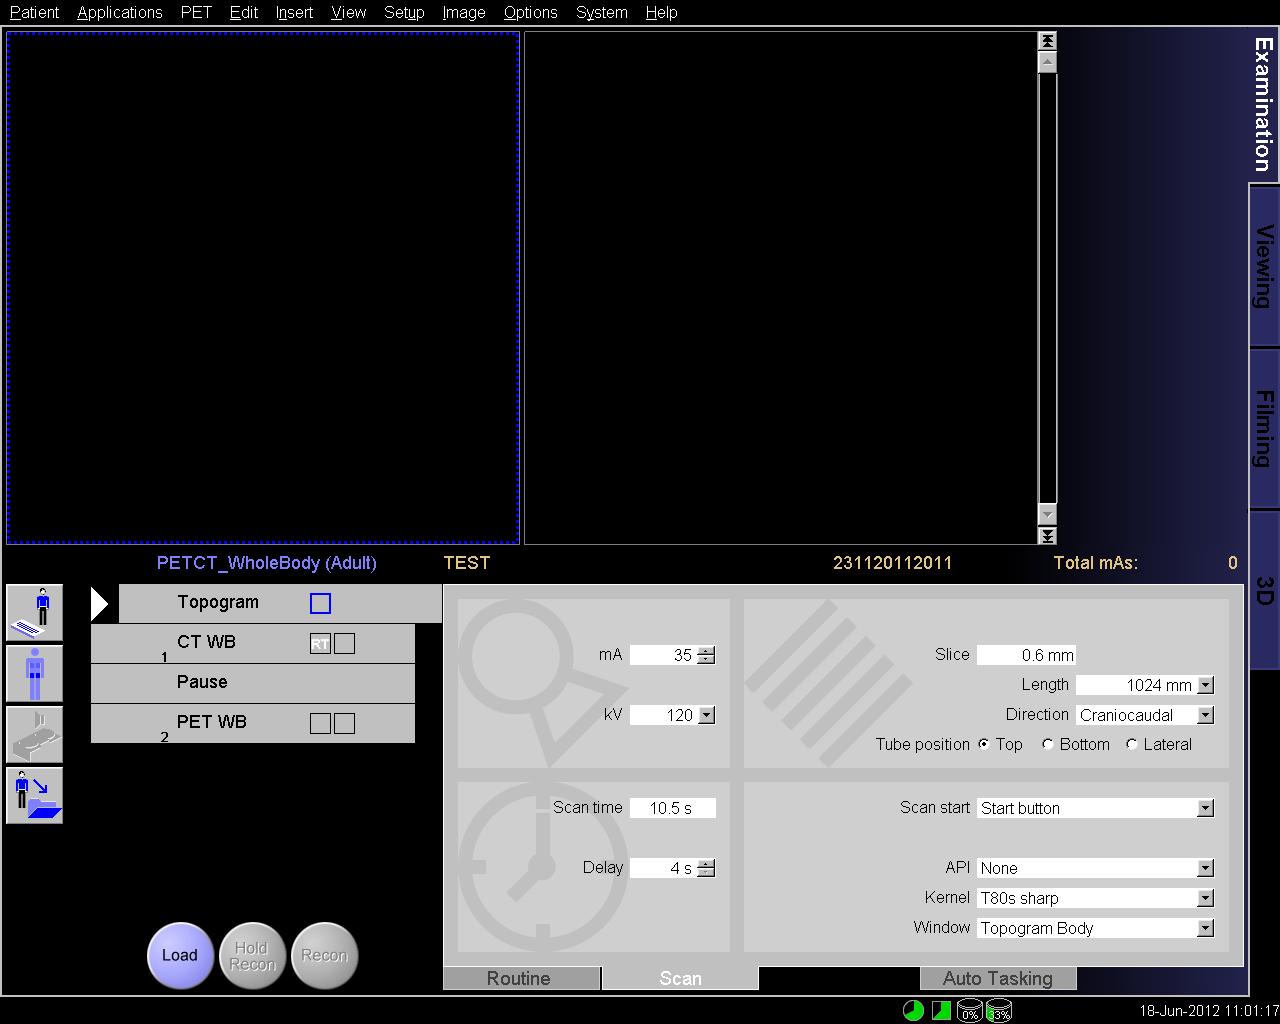 Patient Applications PET Edit Insert View Setup Image Options System Help
Examination
Viewing
Filming
3D
PETCT_WholeBody (Adult) TEST 231120112011 Total mAs: 0
Topogram
1 CT WB RT
Pause
2 PET WB
Load
Hold Recon
Recon
mA 35
kV 120
Slice 0.6 mm
Length 1024 mm
Direction Craniocaudal
Tube position Top Bottom Lateral
Scan time 10.5 s
Delay 4 s
Scan start Start button
API None
Kernel T80s sharp
Window Topogram Body
Routine Scan Auto Tasking
0% 33% 18-Jun-2012 11:01:17